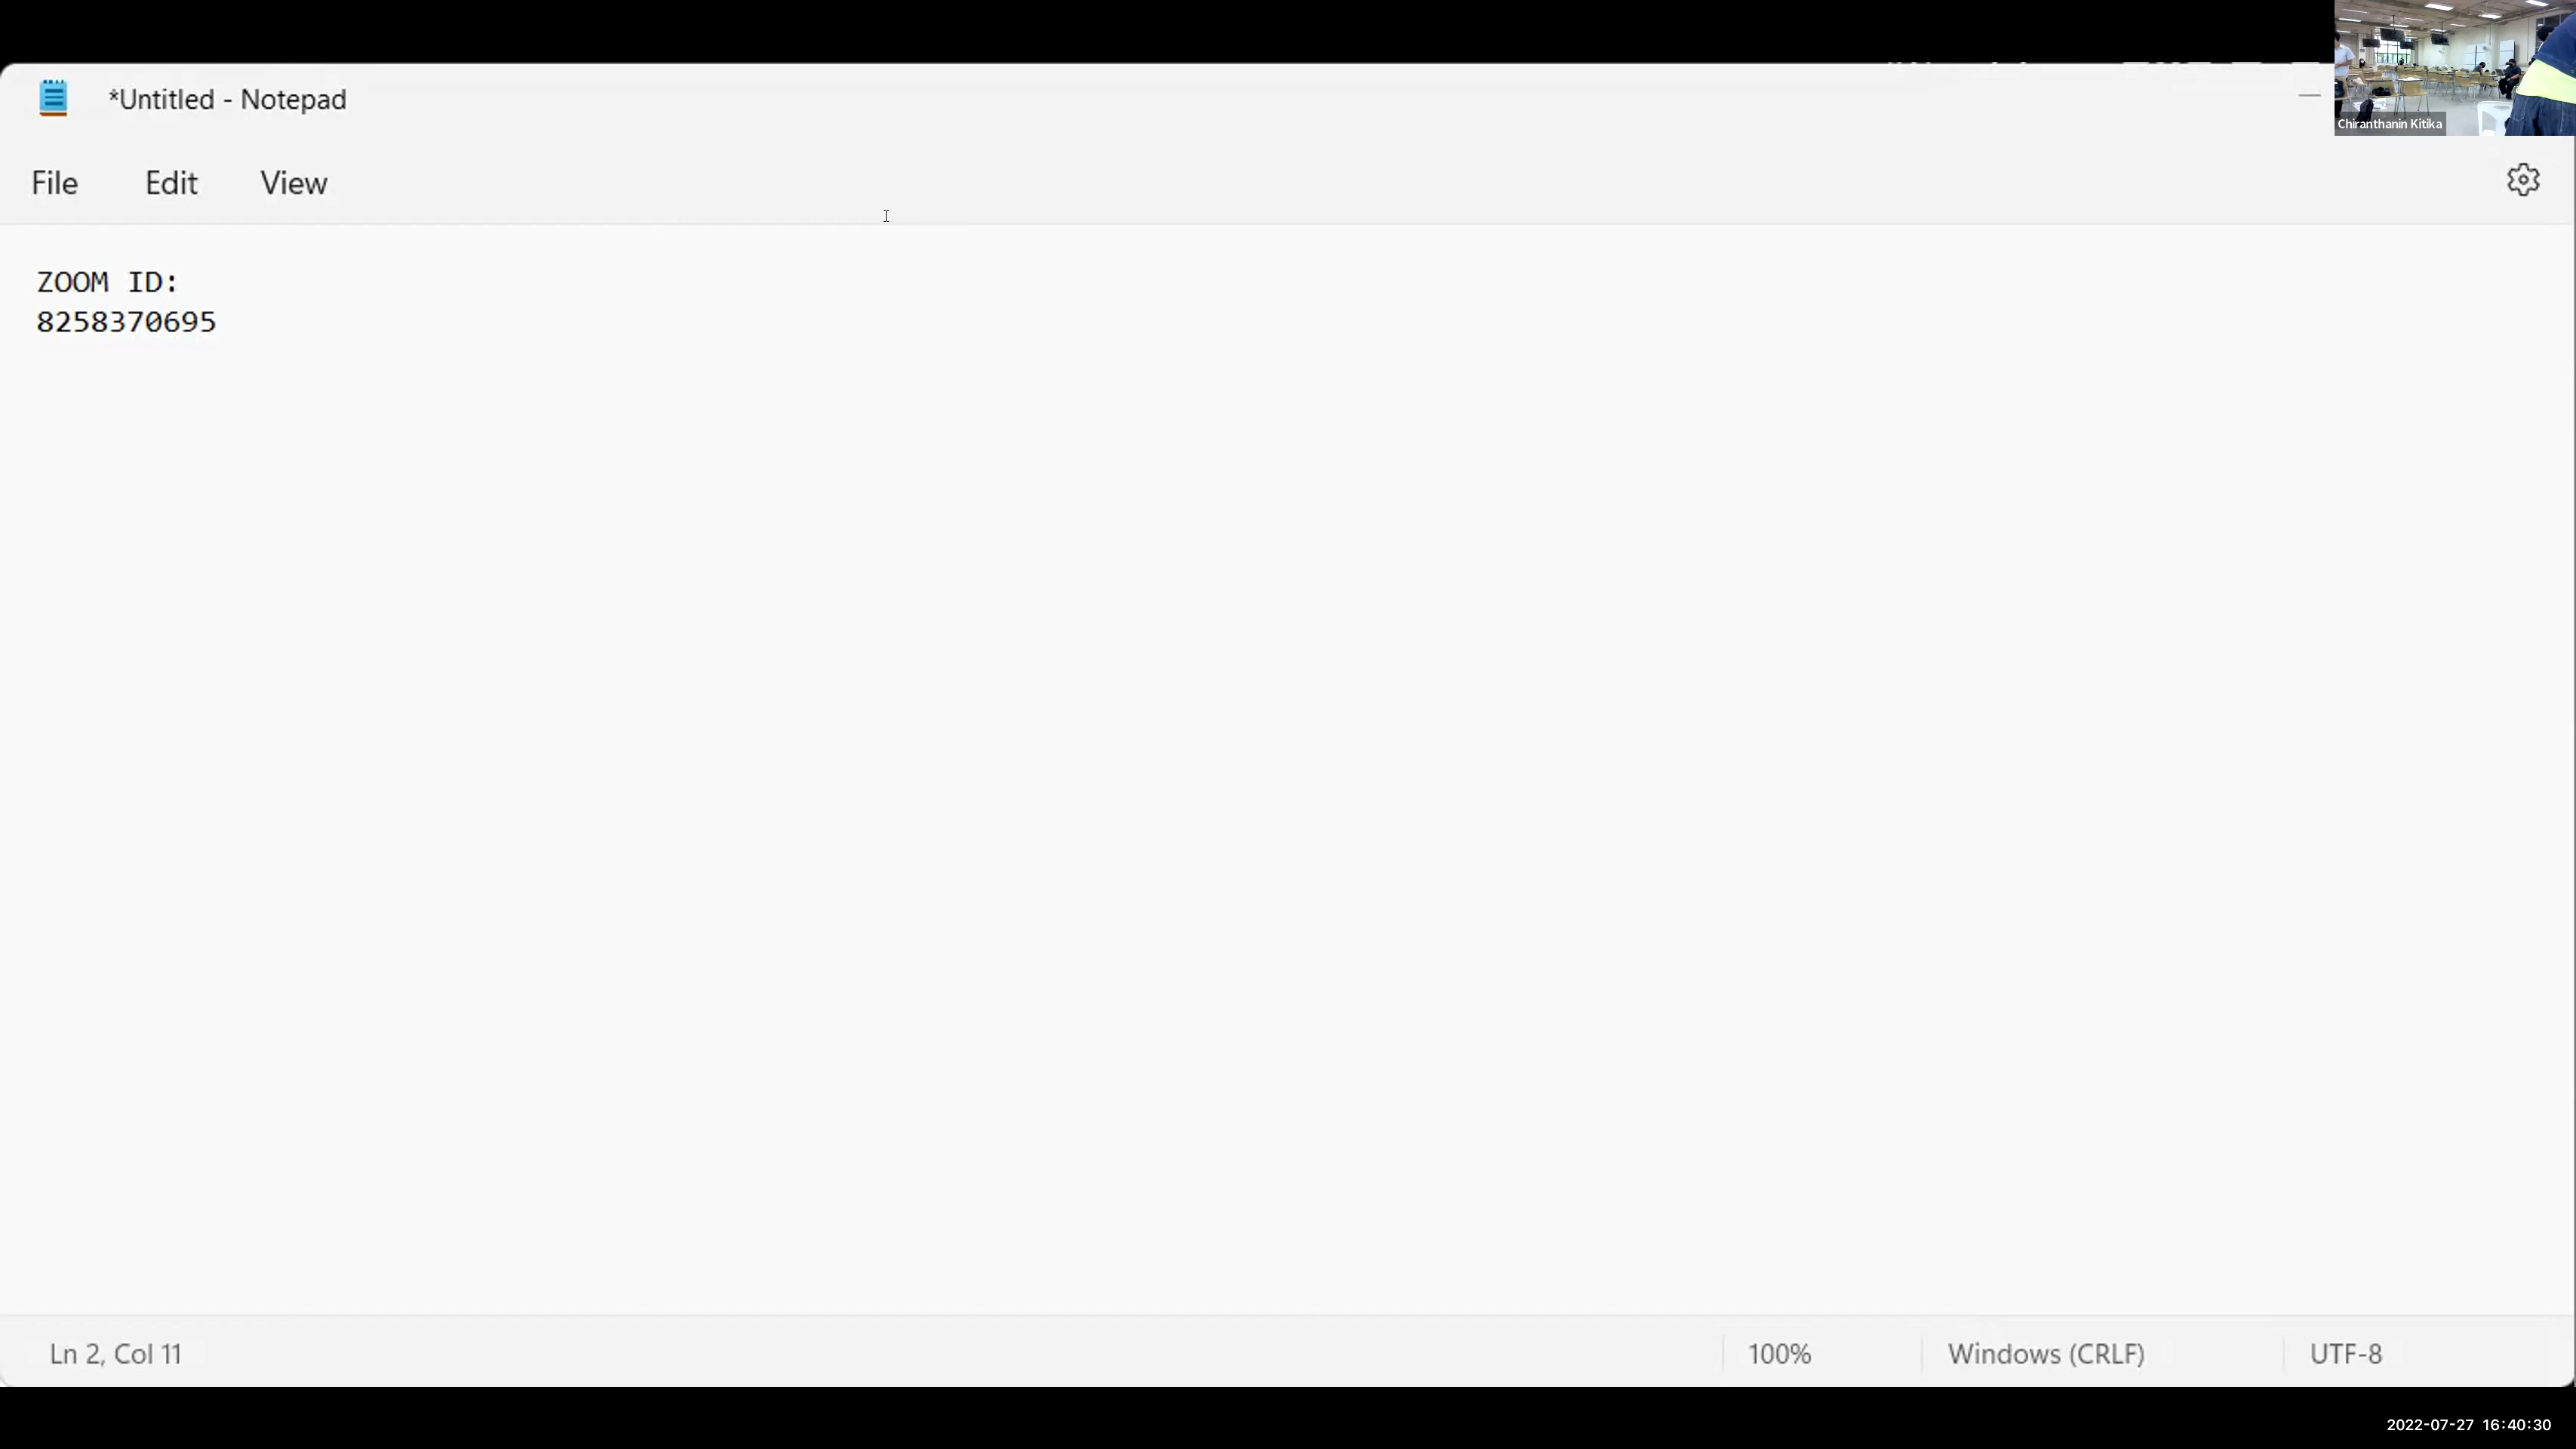 *Untitled - Notepad
Chiranthanin Kitika
File Edit View
ZOOM ID:
8258370695
Ln 2, Col 11 100% Windows (CRLF) UTF-8
2022-07-27 16:40:30